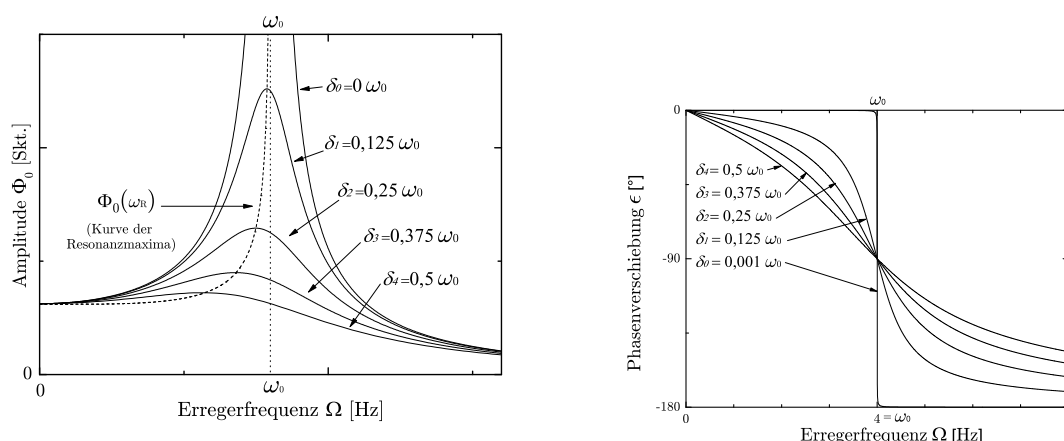 ω₀
Amplitude Φ₀ [Skt.]
δ₀=0 ω₀
δ₁=0,125 ω₀
δ₂=0,25 ω₀
Φ₀(ωR)
(Kurve der
Resonanzmaxima)
δ₃=0,375 ω₀
δ₄=0,5 ω₀
0
0
ω₀
Erregerfrequenz Ω [Hz]
ω₀
0
Phasenverschiebung ϵ [°]
δ₄= 0,5 ω₀
δ₃= 0,375 ω₀
δ₂= 0,25 ω₀
δ₁= 0,125 ω₀
δ₀= 0,001 ω₀
-90
-180
0
4 = ω₀
Erregerfrequenz Ω [Hz]